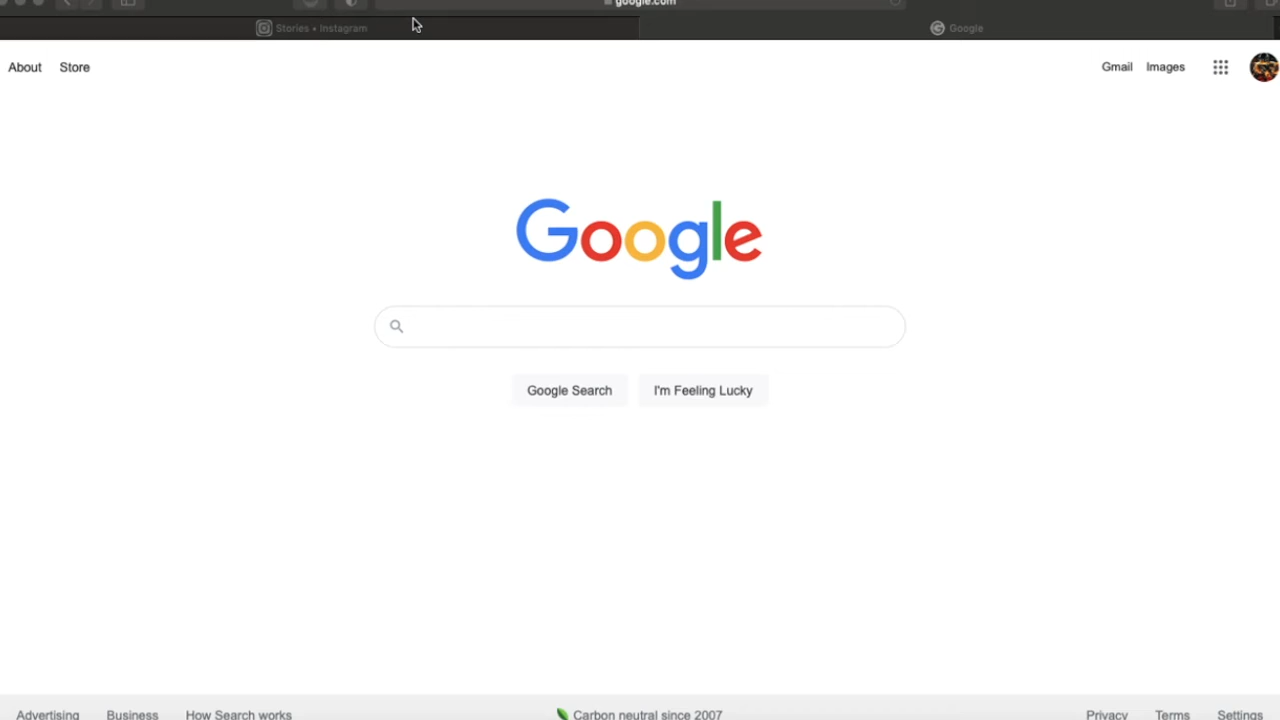 google.com
Stories • Instagram
Google
About Store
Gmail Images
Google
Google Search I'm Feeling Lucky
Advertising Business How Search works
Carbon neutral since 2007
Privacy Terms Settings